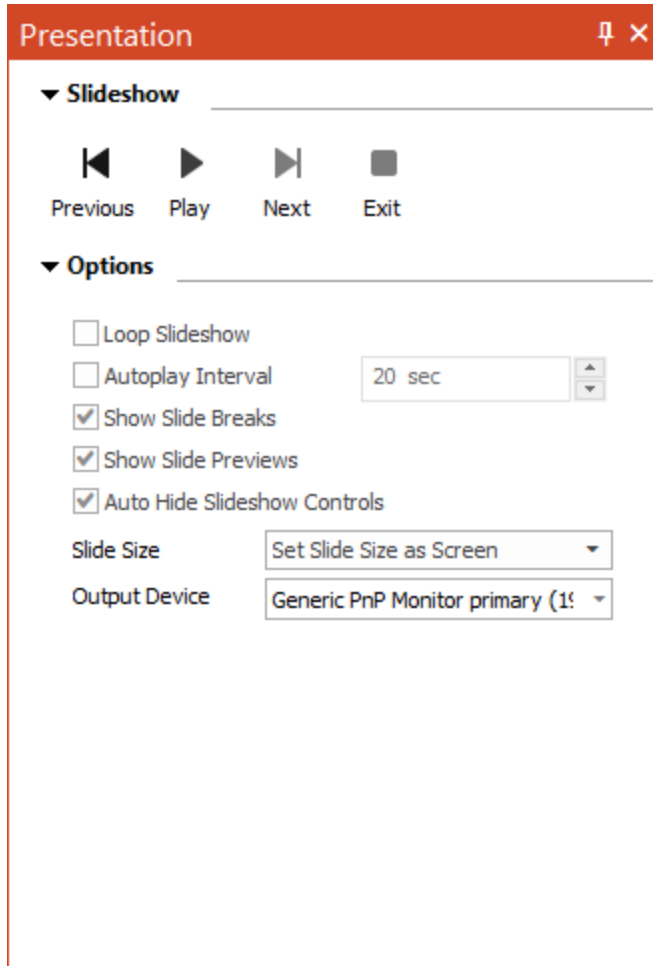 Presentation
Slideshow
Previous Play Next Exit
Options
Loop Slideshow
Autoplay Interval 20 sec
Show Slide Breaks
Show Slide Previews
Auto Hide Slideshow Controls
Slide Size Set Slide Size as Screen
Output Device Generic PnP Monitor primary (19